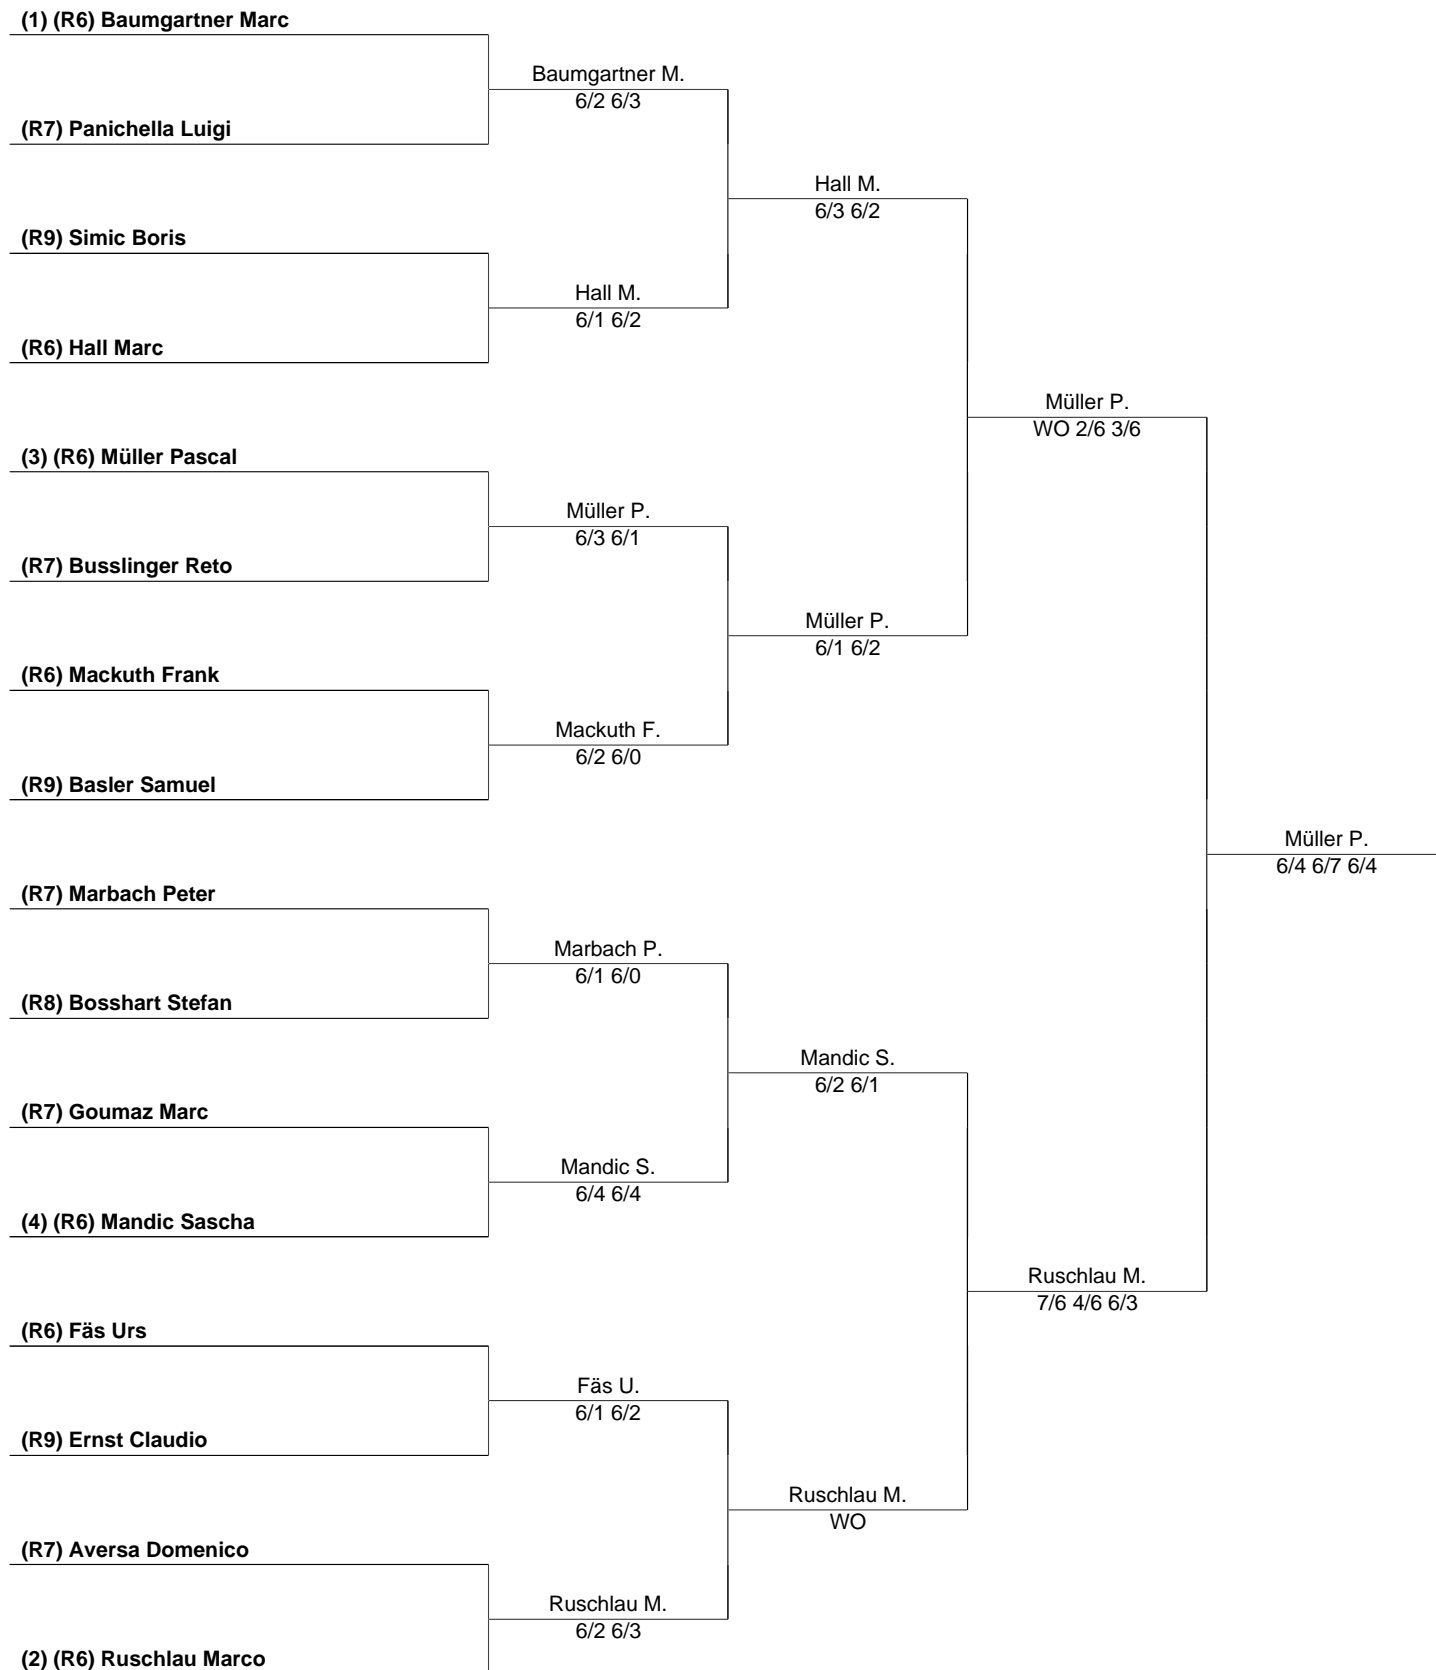 (1) (R6) Baumgartner Marc
Baumgartner M.
6/2 6/3
(R7) Panichella Luigi
Hall M.
6/3 6/2
(R9) Simic Boris
Hall M.
6/1 6/2
(R6) Hall Marc
Müller P.
WO 2/6 3/6
(3) (R6) Müller Pascal
Müller P.
6/3 6/1
(R7) Busslinger Reto
Müller P.
6/1 6/2
(R6) Mackuth Frank
Mackuth F.
6/2 6/0
(R9) Basler Samuel
Müller P.
6/4 6/7 6/4
(R7) Marbach Peter
Marbach P.
6/1 6/0
(R8) Bosshart Stefan
Mandic S.
6/2 6/1
(R7) Goumaz Marc
Mandic S.
6/4 6/4
(4) (R6) Mandic Sascha
Ruschlau M.
7/6 4/6 6/3
(R6) Fäs Urs
Fäs U.
6/1 6/2
(R9) Ernst Claudio
Ruschlau M.
WO
(R7) Aversa Domenico
Ruschlau M.
6/2 6/3
(2) (R6) Ruschlau Marco